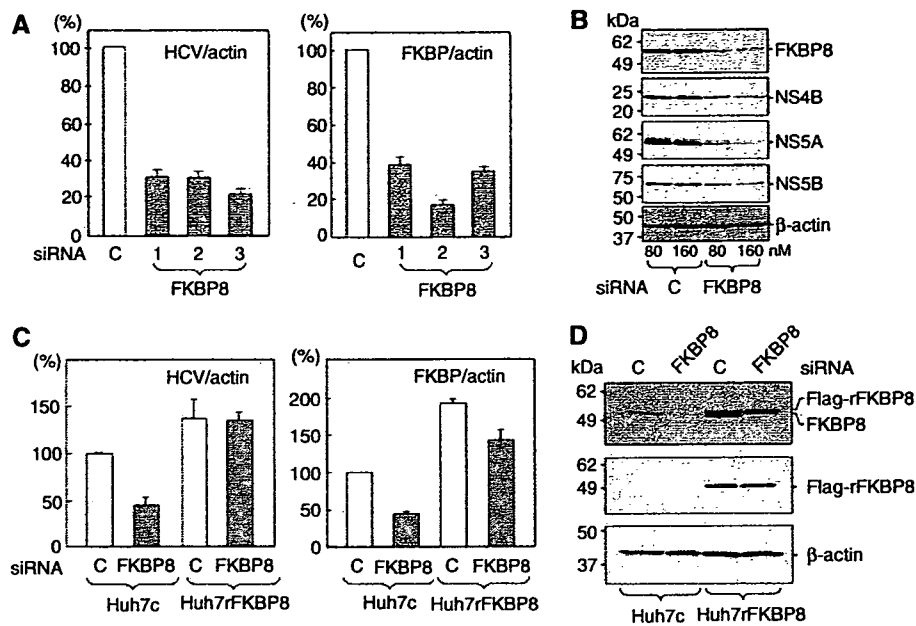 A
(%)
HCV/actin
100
80
60
40
20
0
siRNA C 1 2 3
FKBP8
(%)
FKBP/actin
100
80
60
40
20
0
C 1 2 3
FKBP8
B
kDa
62
49
FKBP8
25
20
NS4B
62
49
NS5A
75
50
NS5B
50
37
β-actin
80 160 80 160 nM
siRNA C FKBP8
C
(%)
HCV/actin
150
100
50
0
siRNA C FKBP8 C FKBP8
Huh7c Huh7rFKBP8
(%)
FKBP/actin
200
150
100
50
0
C FKBP8 C FKBP8
Huh7c Huh7rFKBP8
D
kDa C FKBP8 C FKBP8 siRNA
62
49
Flag-rFKBP8
FKBP8
62
49
Flag-rFKBP8
50
37
β-actin
Huh7c Huh7rFKBP8